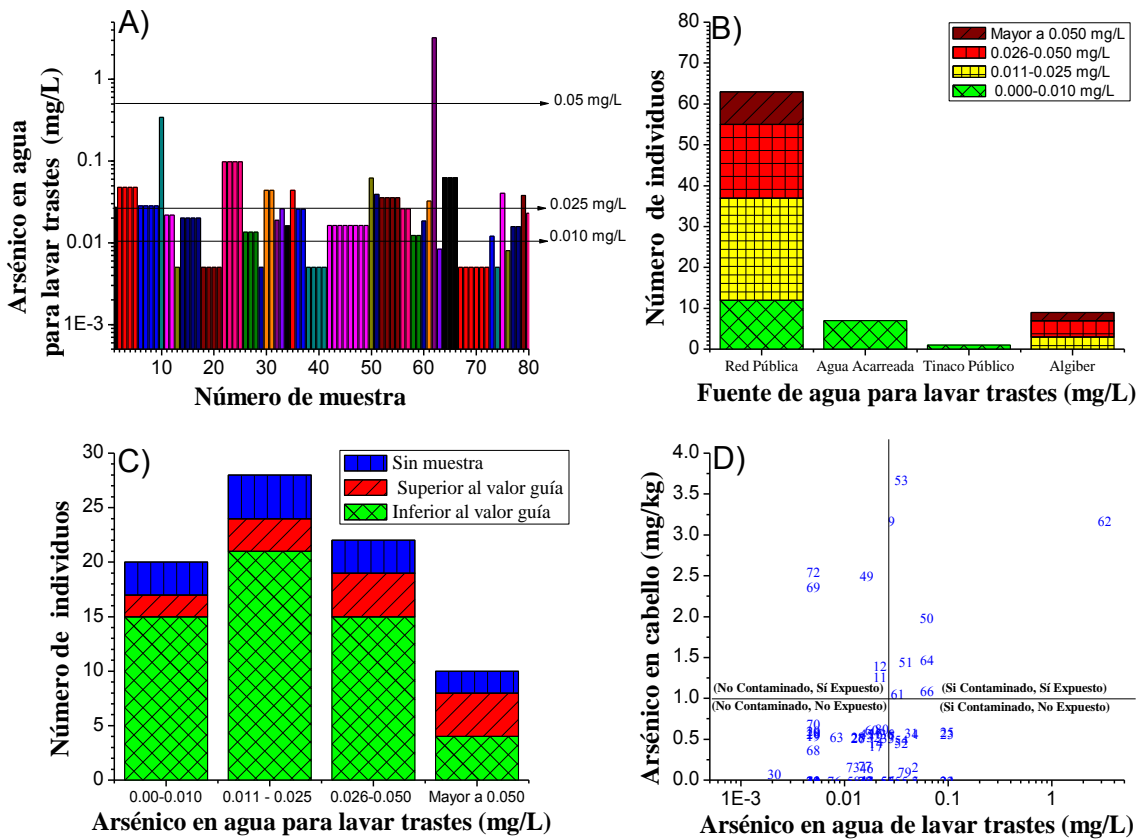 A)
Arsénico en agua
para lavar trastes (mg/L)
1
0.1
0.01
1E-3
0.05 mg/L
0.025 mg/L
0.010 mg/L
10 20 30 40 50 60 70 80
Número de muestra
B)
Número de individuos
80
70
60
50
40
30
20
10
0
Mayor a 0.050 mg/L
0.026-0.050 mg/L
0.011-0.025 mg/L
0.000-0.010 mg/L
Red Pública Agua Acarreada Tinaco Público Algiber
Fuente de agua para lavar trastes (mg/L)
C)
Número de individuos
30
25
20
15
10
5
0
Sin muestra
Superior al valor guía
Inferior al valor guía
0.00-0.010 0.011 - 0.025 0.026-0.050 Mayor a 0.050
Arsénico en agua para lavar trastes (mg/L)
D)
Arsénico en cabello (mg/kg)
4.0
3.5
3.0
2.5
2.0
1.5
1.0
0.5
0.0
53
9
62
72
49
69
50
12
51
64
11
61
66
(No Contaminado, Sí Expuesto) (Si Contaminado, Sí Expuesto)
(No Contaminado, No Expuesto) (Si Contaminado, No Expuesto)
70
63
68
17
52
30
73
79
2
1E-3 0.01 0.1 1
Arsénico en agua de lavar trastes (mg/L)